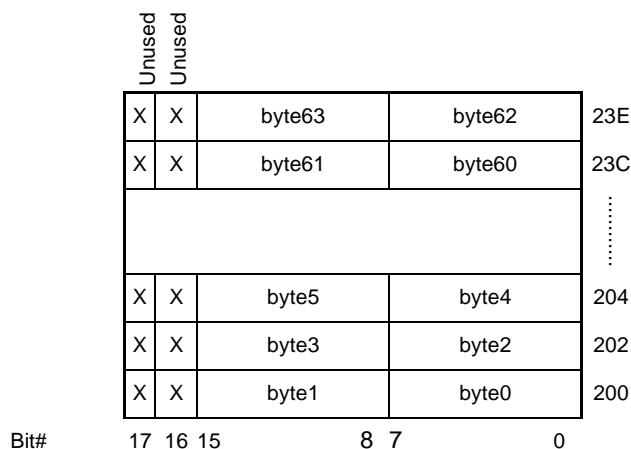 Unused Unused
X X byte63 byte62 23E
X X byte61 byte60 23C
X X byte5 byte4 204
X X byte3 byte2 202
X X byte1 byte0 200
Bit# 17 16 15 8 7 0